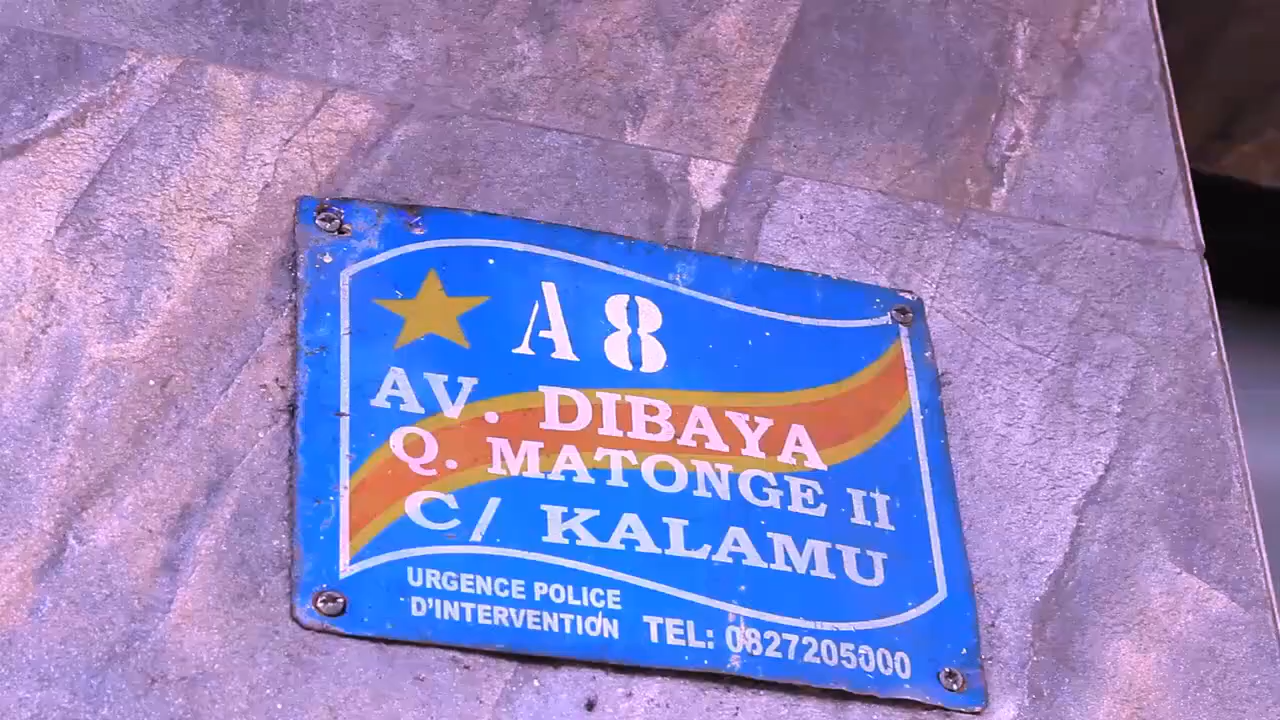 A 8
AV. DIBAYA
Q. MATONGE II
C/ KALAMU
URGENCE POLICE
D'INTERVENTION TEL: 0827205000